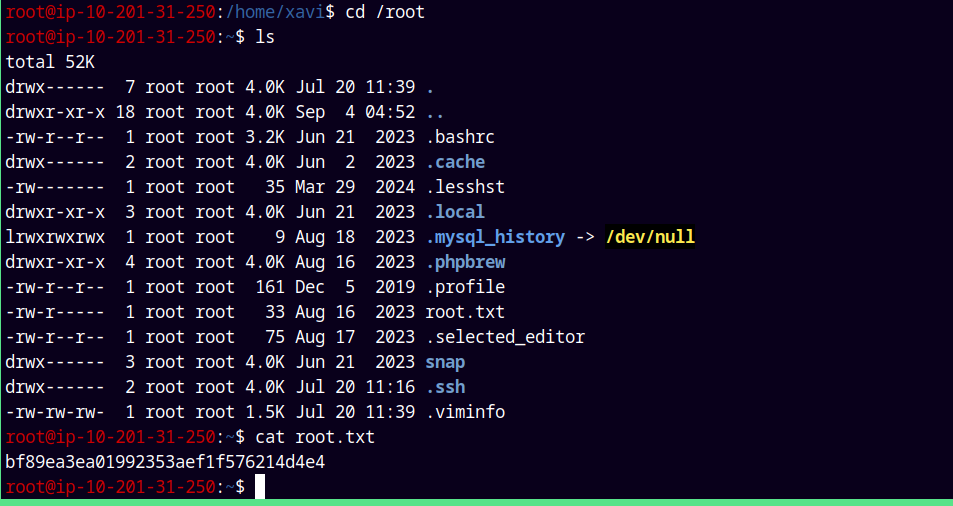 root@ip-10-201-31-250:/home/xavi$ cd /root
root@ip-10-201-31-250:~$ ls
total 52K
drwx------  7 root root 4.0K Jul 20 11:39 .
drwxr-xr-x 18 root root 4.0K Sep  4 04:52 ..
-rw-r--r--  1 root root 3.2K Jun 21  2023 .bashrc
drwx------  2 root root 4.0K Jun  2  2023 .cache
-rw-------  1 root root   35 Mar 29  2024 .lesshst
drwxr-xr-x  3 root root 4.0K Jun 21  2023 .local
lrwxrwxrwx  1 root root    9 Aug 18  2023 .mysql_history -> /dev/null
drwxr-xr-x  4 root root 4.0K Aug 16  2023 .phpbrew
-rw-r--r--  1 root root  161 Dec  5  2019 .profile
-rw-r-----  1 root root   33 Aug 16  2023 root.txt
-rw-r--r--  1 root root   75 Aug 17  2023 .selected_editor
drwx------  3 root root 4.0K Jun 21  2023 snap
drwx------  2 root root 4.0K Jul 20 11:16 .ssh
-rw-rw-rw-  1 root root 1.5K Jul 20 11:39 .viminfo
root@ip-10-201-31-250:~$ cat root.txt
bf89ea3ea01992353aef1f576214d4e4
root@ip-10-201-31-250:~$